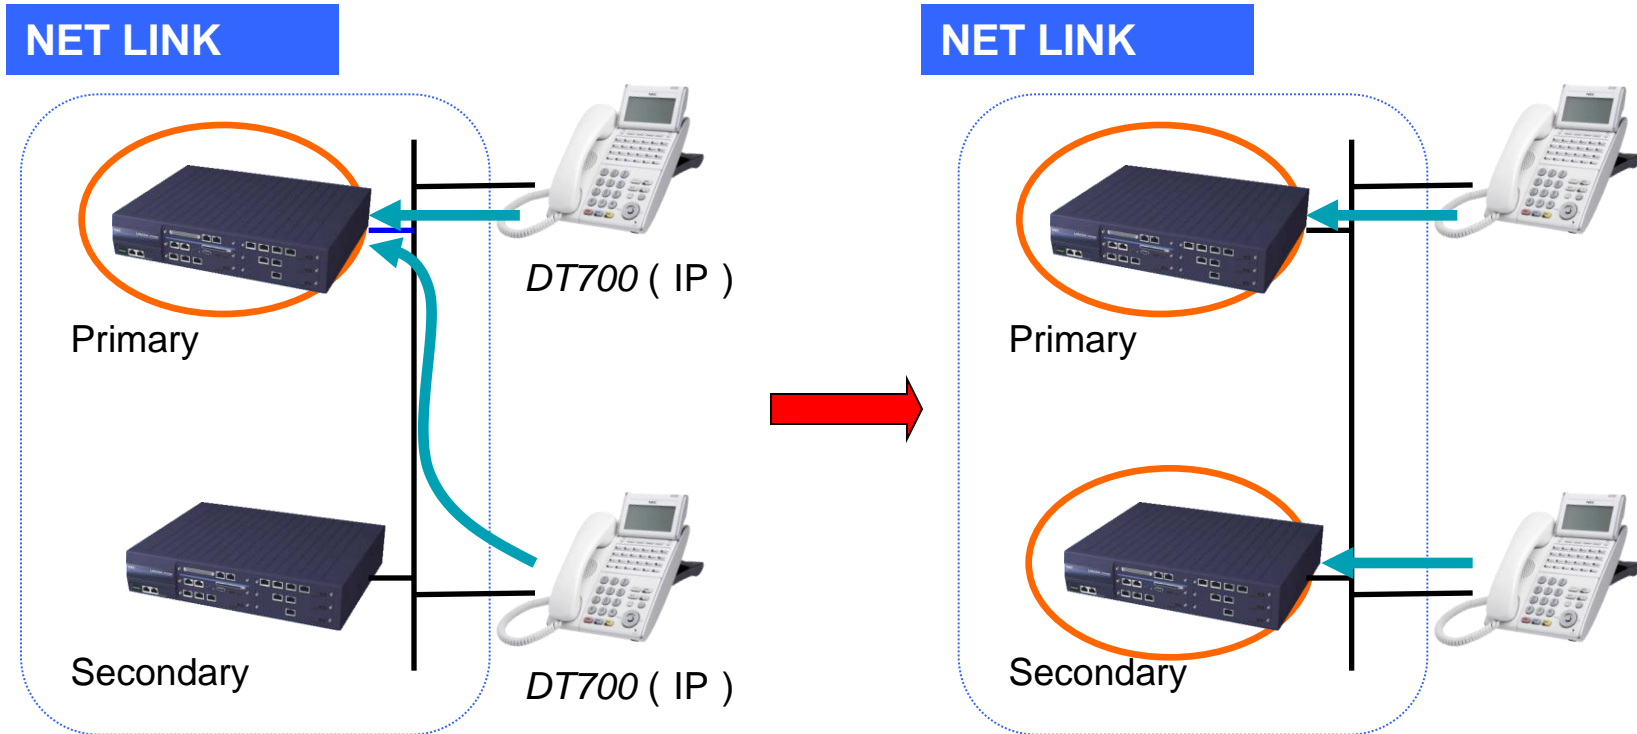 NET LINK
NET LINK
DT700 ( IP )
Primary
Primary
Secondary
DT700 ( IP )
Secondary